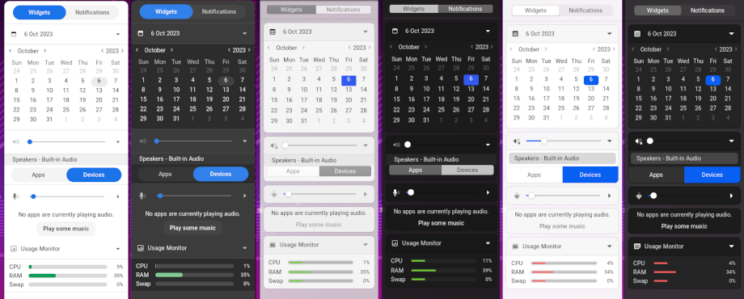 Widgets Notifications
6 Oct 2023
October 2023
Sun Mon Tue Wed Thu Fri Sat
24 25 26 27 28 29 30
1 2 3 4 5 6 7
8 9 10 11 12 13 14
15 16 17 18 19 20 21
22 23 24 25 26 27 28
29 30 31 1 2 3 4
Speakers - Built-in Audio
Apps Devices
No apps are currently playing audio.
Play some music
Usage Monitor
CPU 9%
RAM 35%
Swap 0%
Widgets Notifications
6 Oct 2023
October 2023
Sun Mon Tue Wed Thu Fri Sat
24 25 26 27 28 29 30
1 2 3 4 5 6 7
8 9 10 11 12 13 14
15 16 17 18 19 20 21
22 23 24 25 26 27 28
29 30 31 1 2 3 4
Speakers - Built-in Audio
Apps Devices
No apps are currently playing audio.
Play some music
Usage Monitor
CPU 1%
RAM 35%
Swap 0%
Widgets Notifications
6 Oct 2023
October 2023
Sun Mon Tue Wed Thu Fri Sat
24 25 26 27 28 29 30
1 2 3 4 5 6 7
8 9 10 11 12 13 14
15 16 17 18 19 20 21
22 23 24 25 26 27 28
29 30 31 1 2 3 4
Speakers - Built-in Audio
Apps Devices
No apps are currently playing audio.
Play some music
Usage Monitor
CPU 7%
RAM 35%
Swap 0%
Widgets Notifications
6 Oct 2023
October 2023
Sun Mon Tue Wed Thu Fri Sat
24 25 26 27 28 29 30
1 2 3 4 5 6 7
8 9 10 11 12 13 14
15 16 17 18 19 20 21
22 23 24 25 26 27 28
29 30 31 1 2 3 4
Speakers - Built-in Audio
Apps Devices
No apps are currently playing audio.
Play some music
Usage Monitor
CPU 11%
RAM 39%
Swap 0%
Widgets Notifications
6 Oct 2023
October 2023
Sun Mon Tue Wed Thu Fri Sat
24 25 26 27 28 29 30
1 2 3 4 5 6 7
8 9 10 11 12 13 14
15 16 17 18 19 20 21
22 23 24 25 26 27 28
29 30 31 1 2 3 4
Speakers - Built-in Audio
Apps Devices
No apps are currently playing audio.
Play some music
Usage Monitor
CPU 4%
RAM 34%
Swap 0%
Widgets Notifications
6 Oct 2023
October 2023
Sun Mon Tue Wed Thu Fri Sat
24 25 26 27 28 29 30
1 2 3 4 5 6 7
8 9 10 11 12 13 14
15 16 17 18 19 20 21
22 23 24 25 26 27 28
29 30 31 1 2 3 4
Speakers - Built-in Audio
Apps Devices
No apps are currently playing audio.
Play some music
Usage Monitor
CPU 4%
RAM 34%
Swap 0%